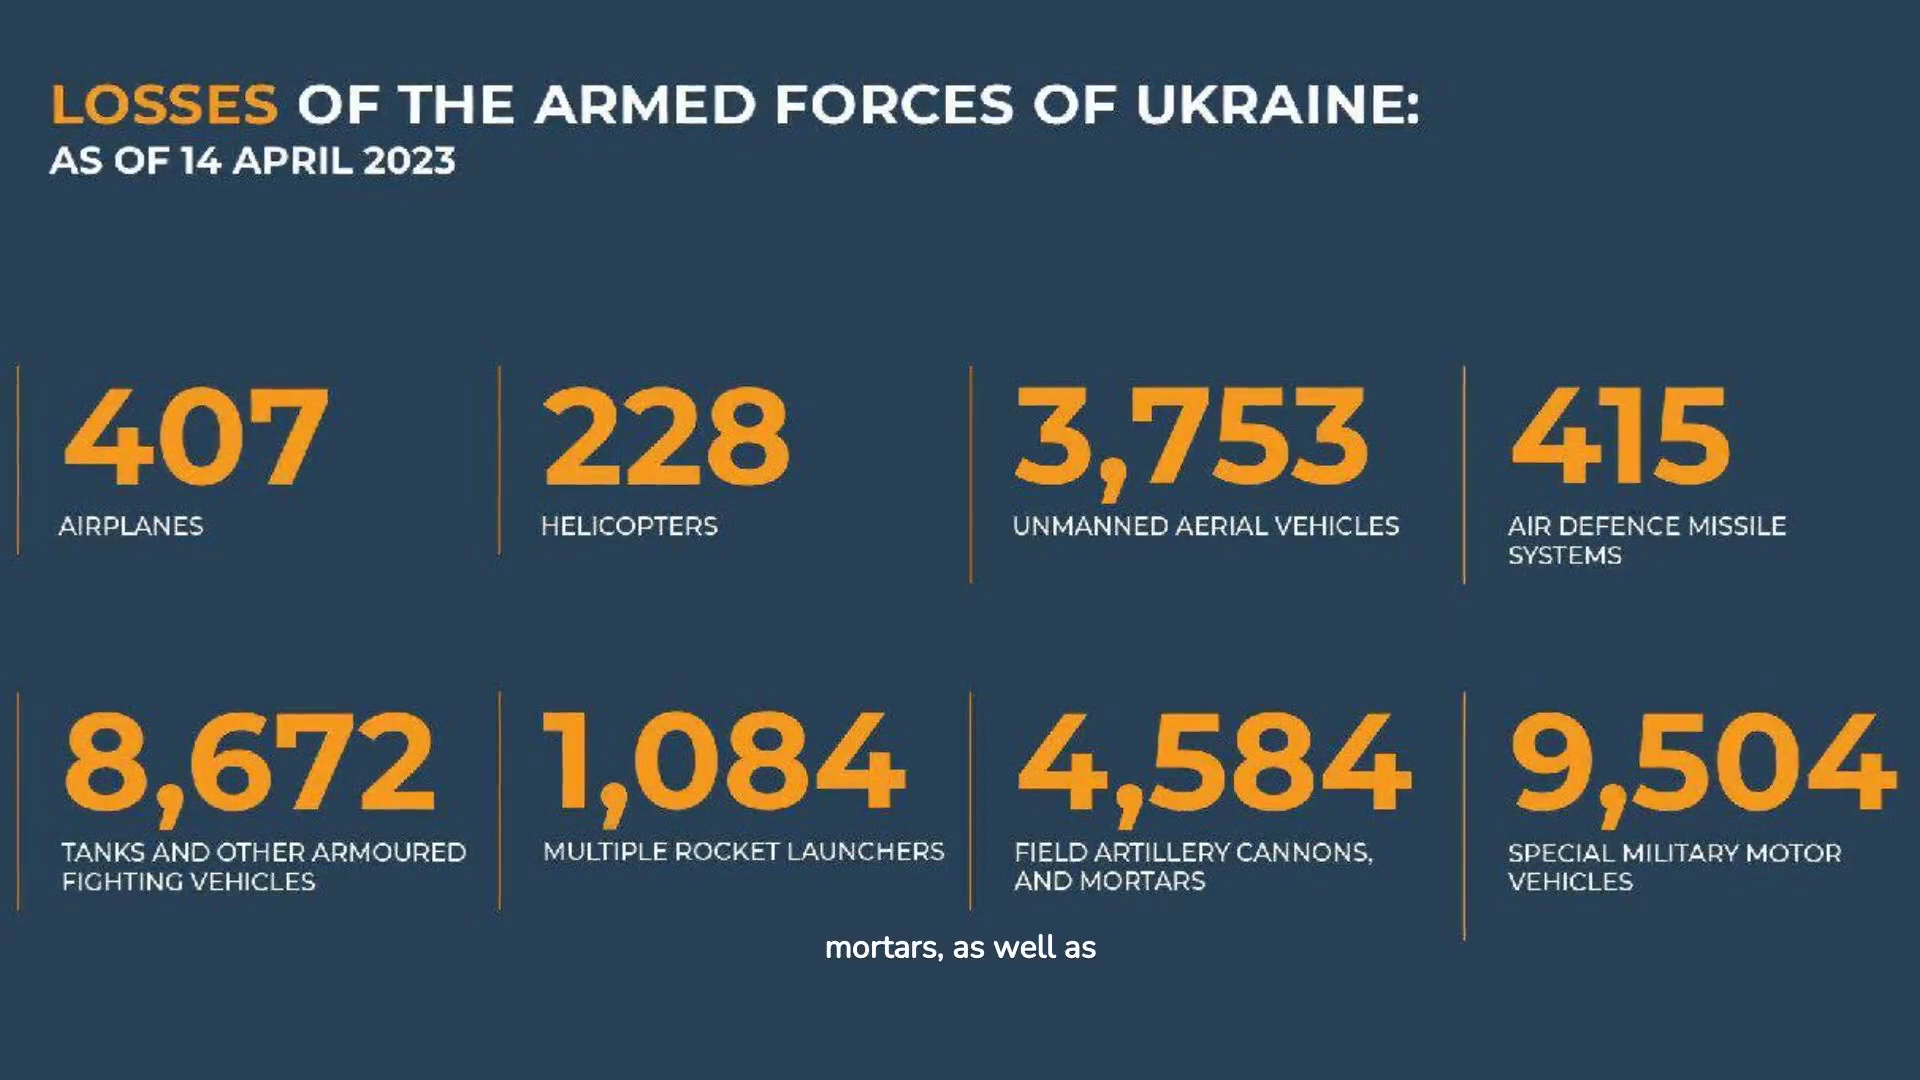 LOSSES OF THE ARMED FORCES OF UKRAINE:
AS OF 14 APRIL 2023
407
AIRPLANES
228
HELICOPTERS
3,753
UNMANNED AERIAL VEHICLES
415
AIR DEFENCE MISSILE
SYSTEMS
8,672
TANKS AND OTHER ARMOURED
FIGHTING VEHICLES
1,084
MULTIPLE ROCKET LAUNCHERS
4,584
FIELD ARTILLERY CANNONS,
AND MORTARS
9,504
SPECIAL MILITARY MOTOR
VEHICLES
mortars, as well as